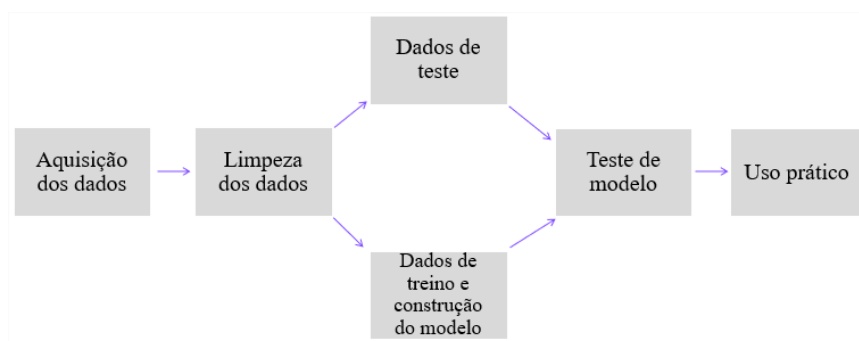 Aquisição
dos dados
Limpeza
dos dados
Dados de
teste
Dados de
treino e
construção
do modelo
Teste de
modelo
Uso prático